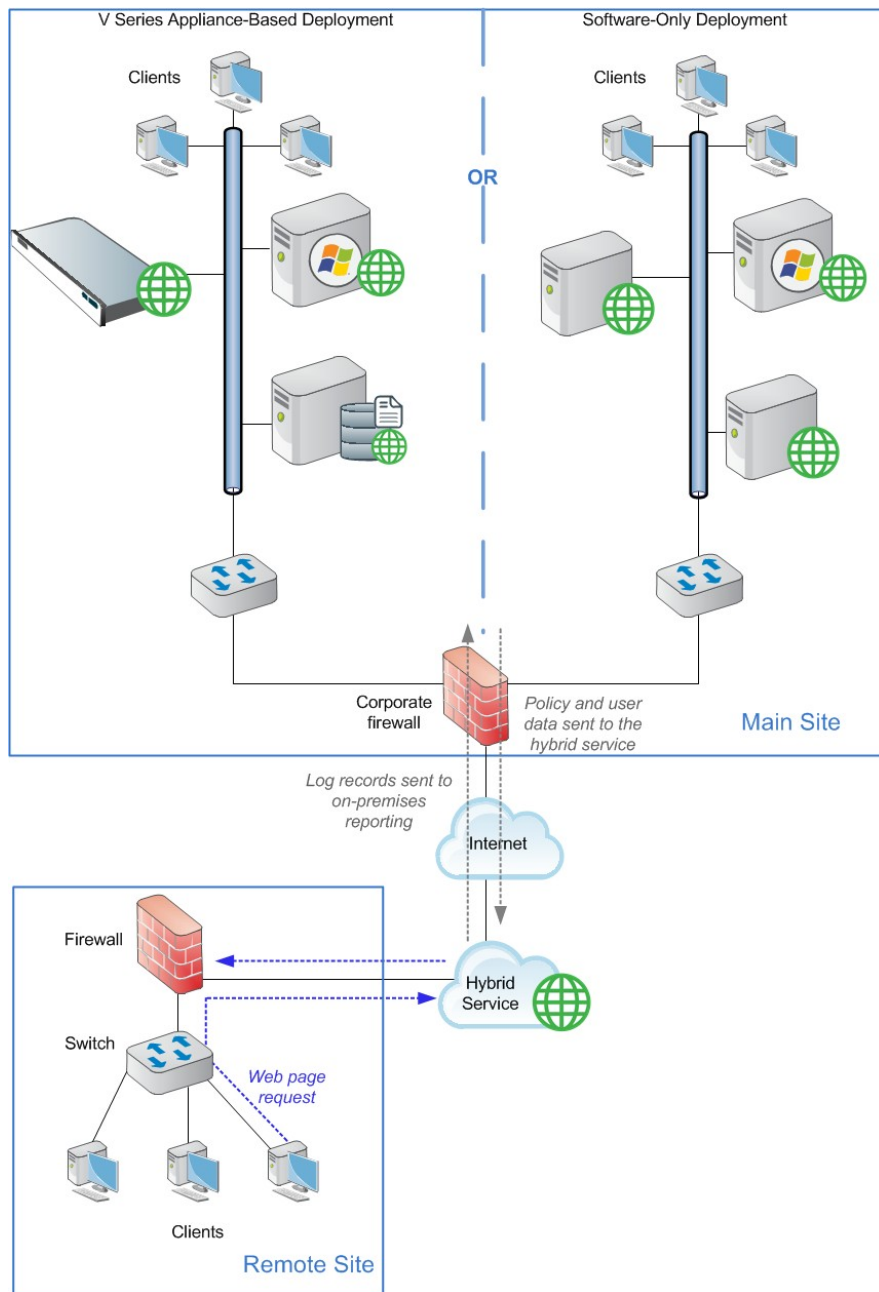 V Series Appliance-Based Deployment
Software-Only Deployment
Clients
Clients
OR
Corporate
firewall
Policy and user
data sent to the
hybrid service
Main Site
Log records sent to
on-premises
reporting
Internet
Firewall
Hybrid
Service
Switch
Web page
request
Clients
Remote Site